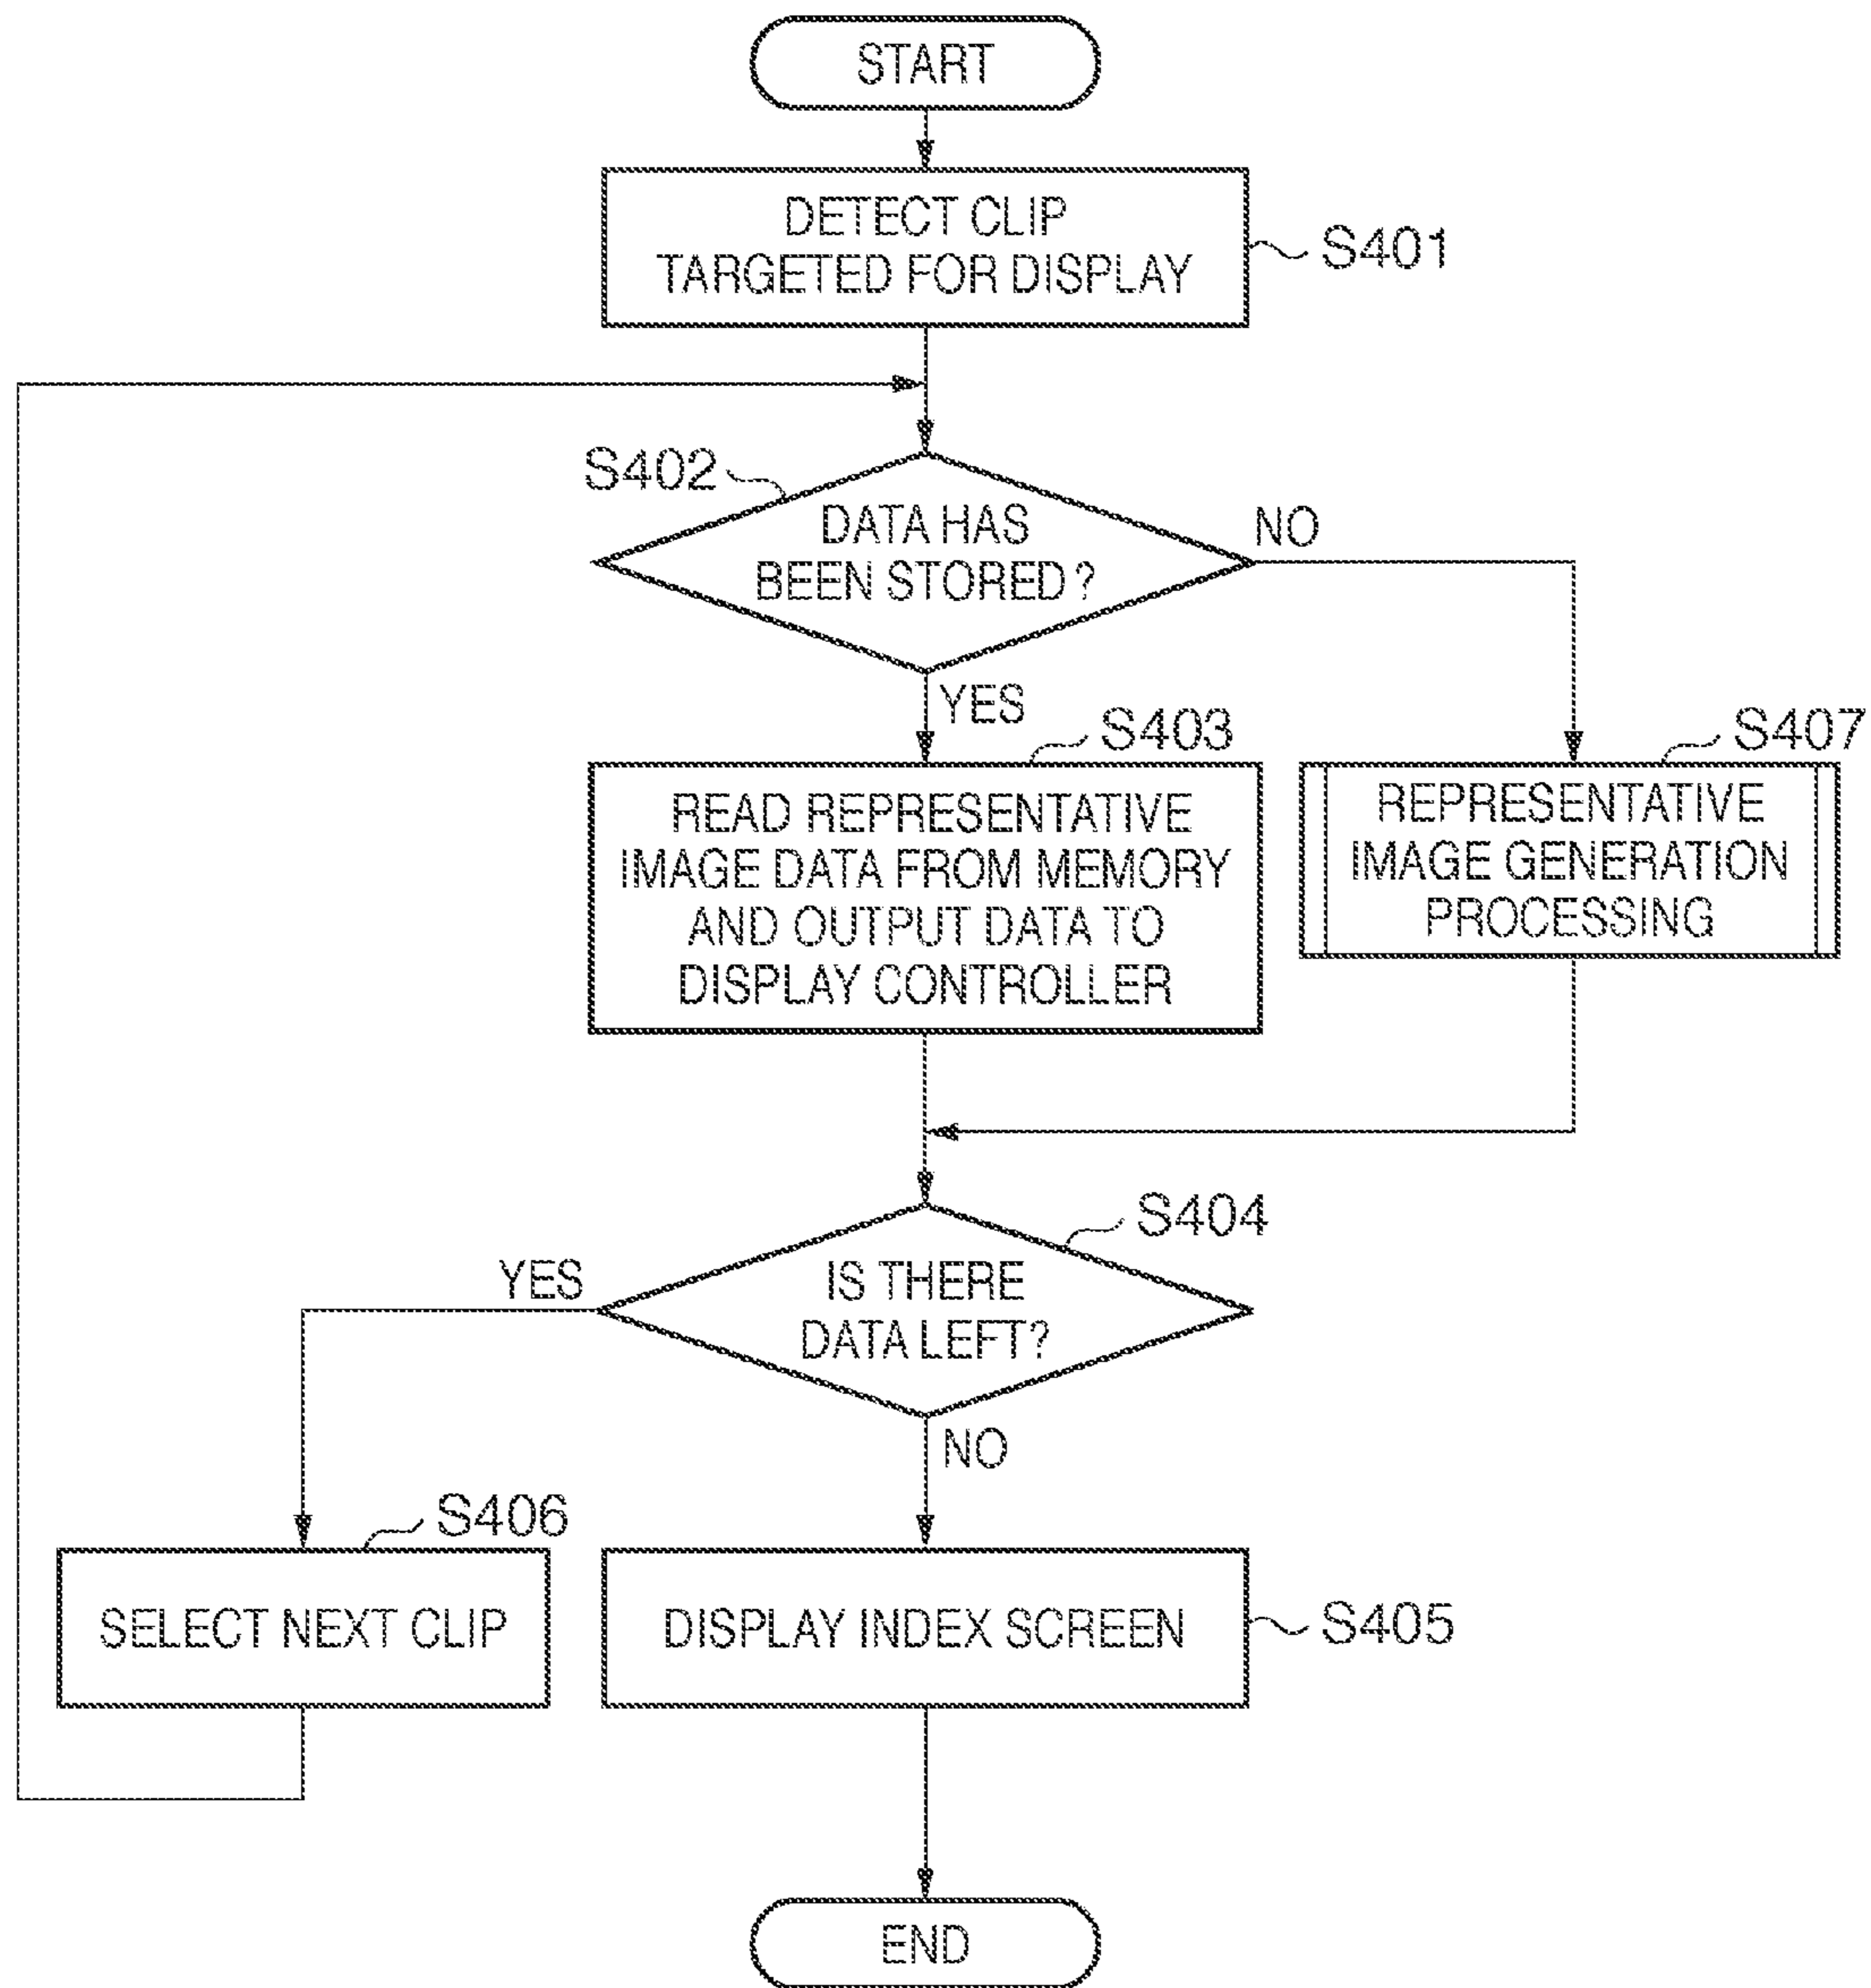 START
DETECT CLIP
TARGETED FOR DISPLAY
S401
S402
DATA HAS
BEEN STORED?
NO
YES
S403
READ REPRESENTATIVE
IMAGE DATA FROM MEMORY
AND OUTPUT DATA TO
DISPLAY CONTROLLER
S407
REPRESENTATIVE
IMAGE GENERATION
PROCESSING
S404
IS THERE
DATA LEFT?
YES
NO
S406
SELECT NEXT CLIP
DISPLAY INDEX SCREEN
S405
END